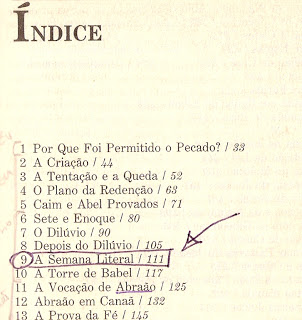 ÍNDICE
1 Por Que Foi Permitido o Pecado? / 33
2 A Criação / 44
3 A Tentação e a Queda / 52
4 O Plano da Redenção / 63
5 Caim e Abel Provados / 71
6 Sete e Enoque / 80
7 O Dilúvio / 90
8 Depois do Dilúvio / 105
9 A Semana Literal / 111
10 A Torre de Babel / 117
11 A Vocação de Abraão / 125
12 Abraão em Canaã / 132
13 A Prova da Fé / 145